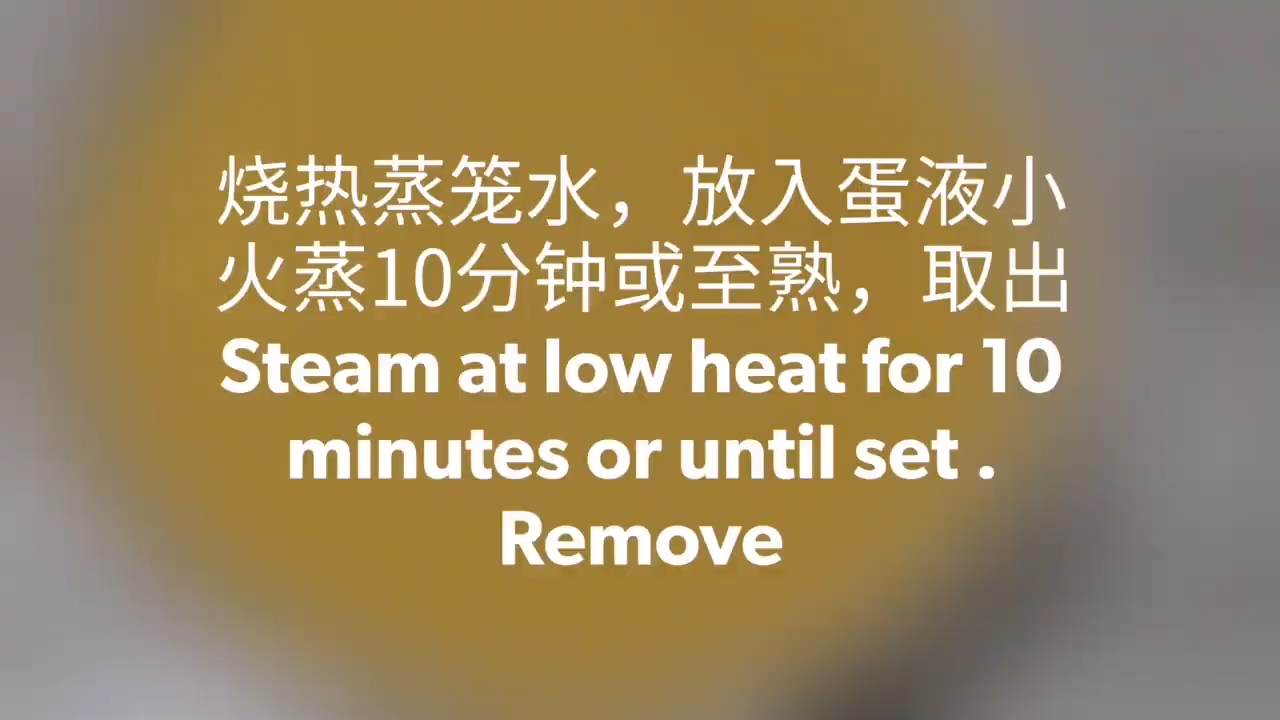 烧热蒸笼水，放入蛋液小
火蒸10分钟或至熟，取出
Steam at low heat for 10
minutes or until set .
Remove